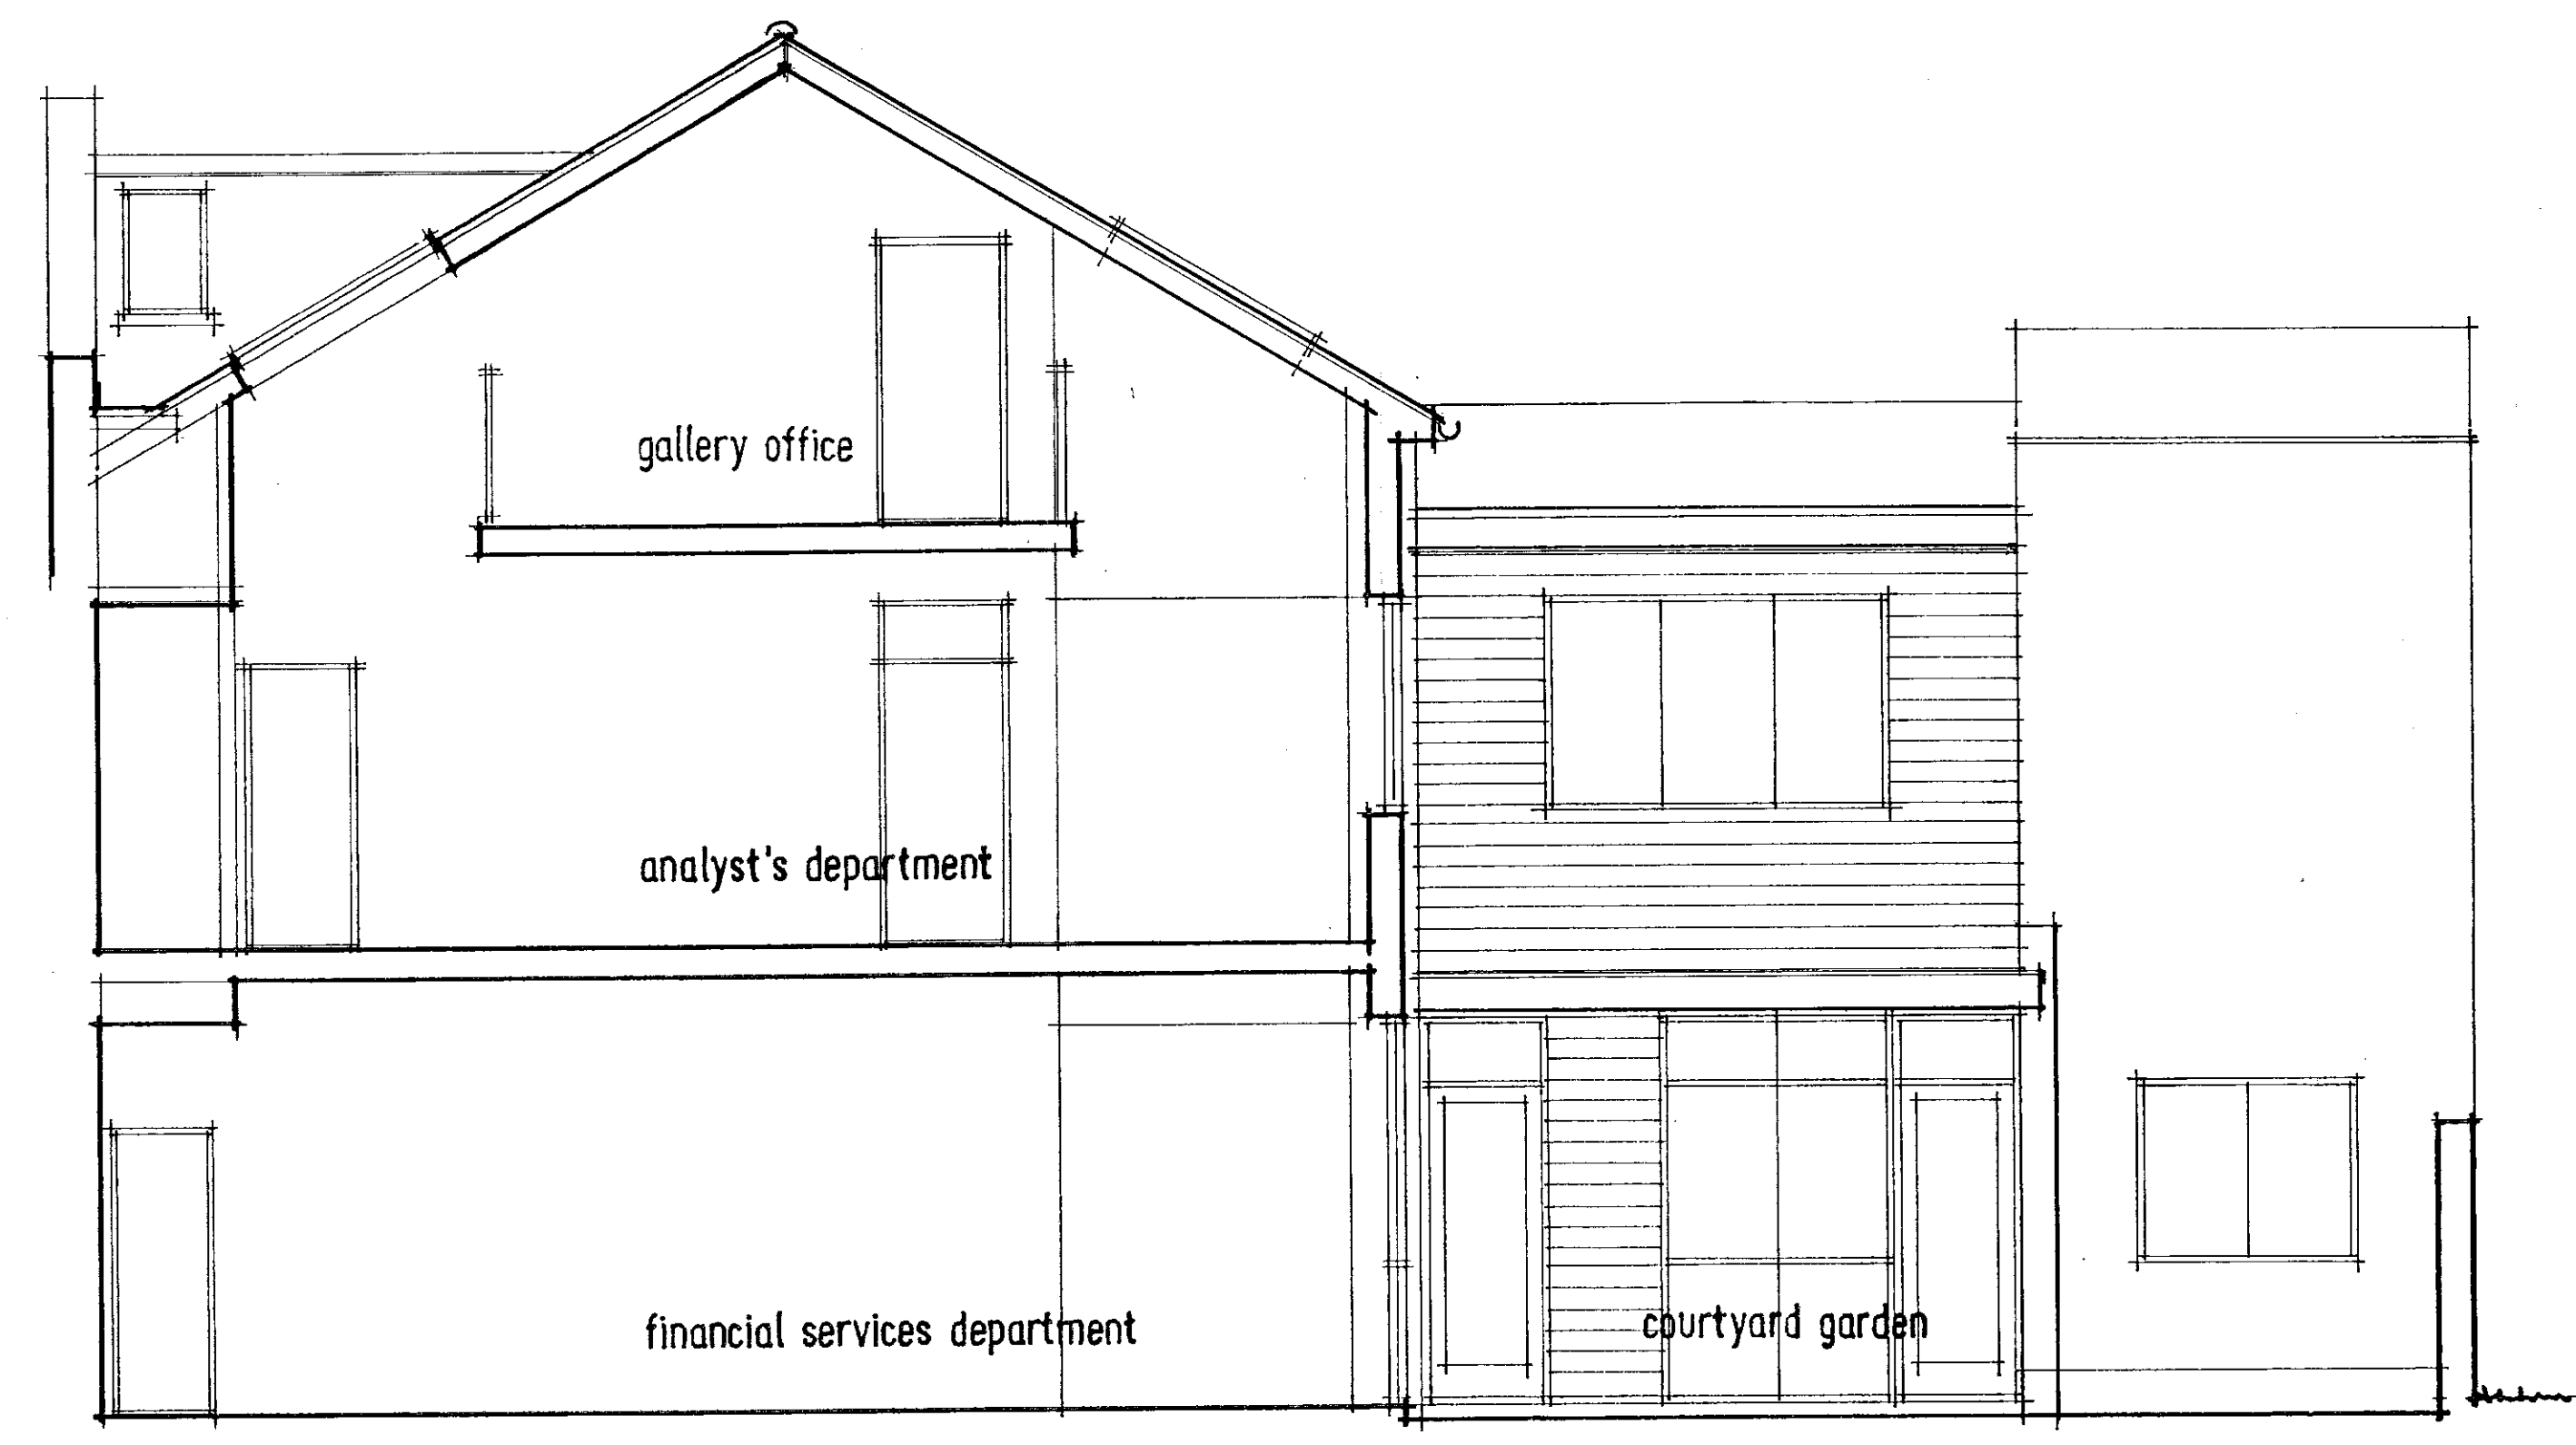 gallery office
analyst's department
financial services department
courtyard garden